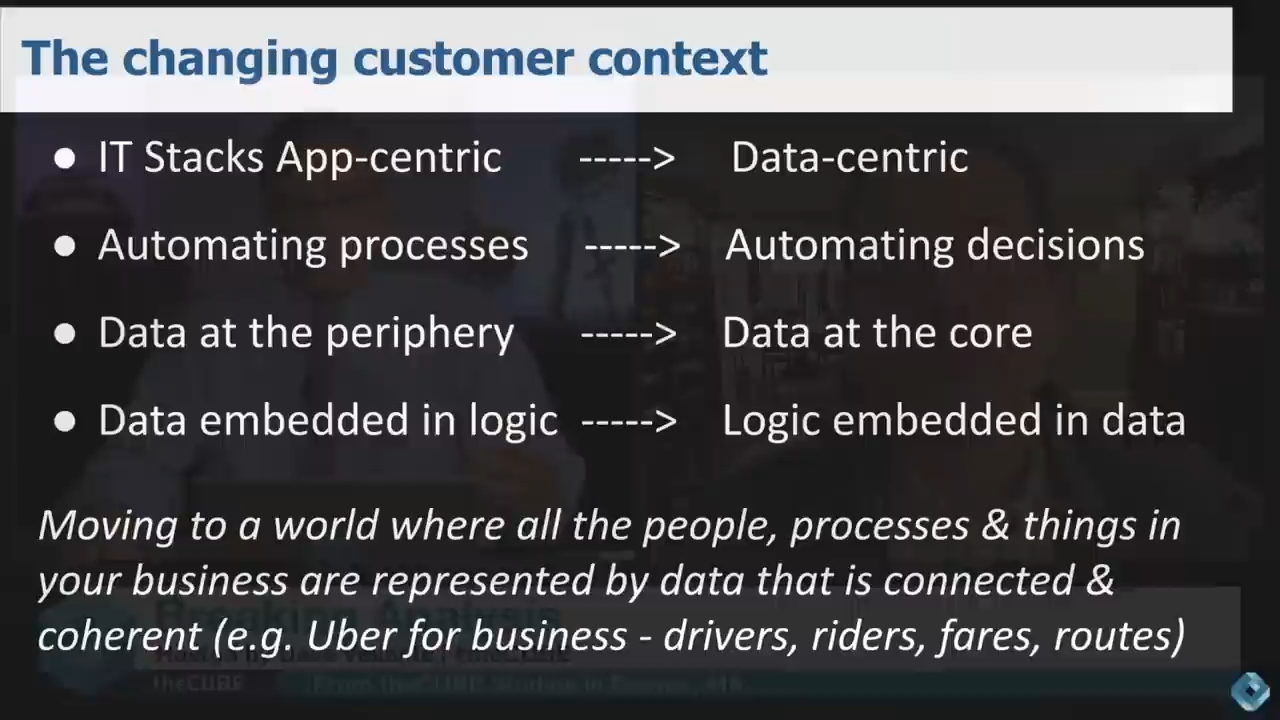 The changing customer context
● IT Stacks App-centric -----> Data-centric
● Automating processes -----> Automating decisions
● Data at the periphery -----> Data at the core
● Data embedded in logic -----> Logic embedded in data
Moving to a world where all the people, processes & things in
your business are represented by data that is connected &
coherent (e.g. Uber for business - drivers, riders, fares, routes)
Breaking Analysis
theCUBE